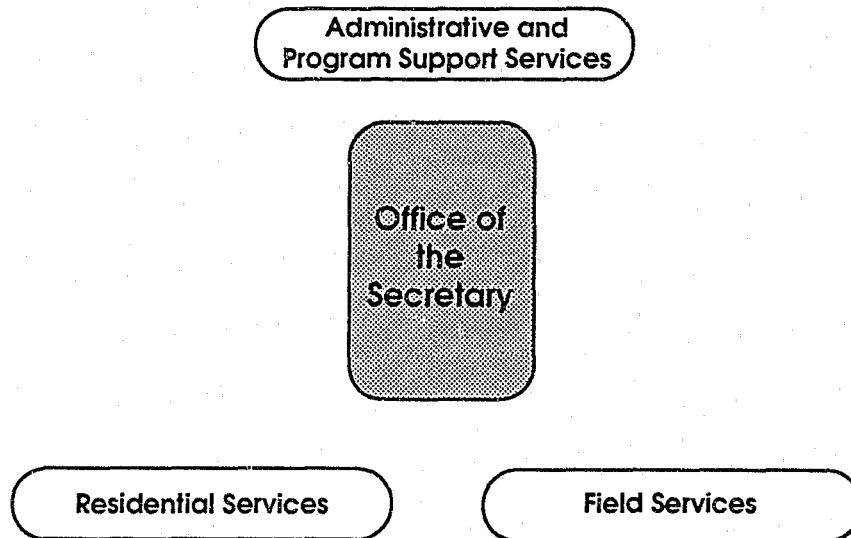 Administrative and
Program Support Services
Office of
the
Secretary
Residential Services
Field Services